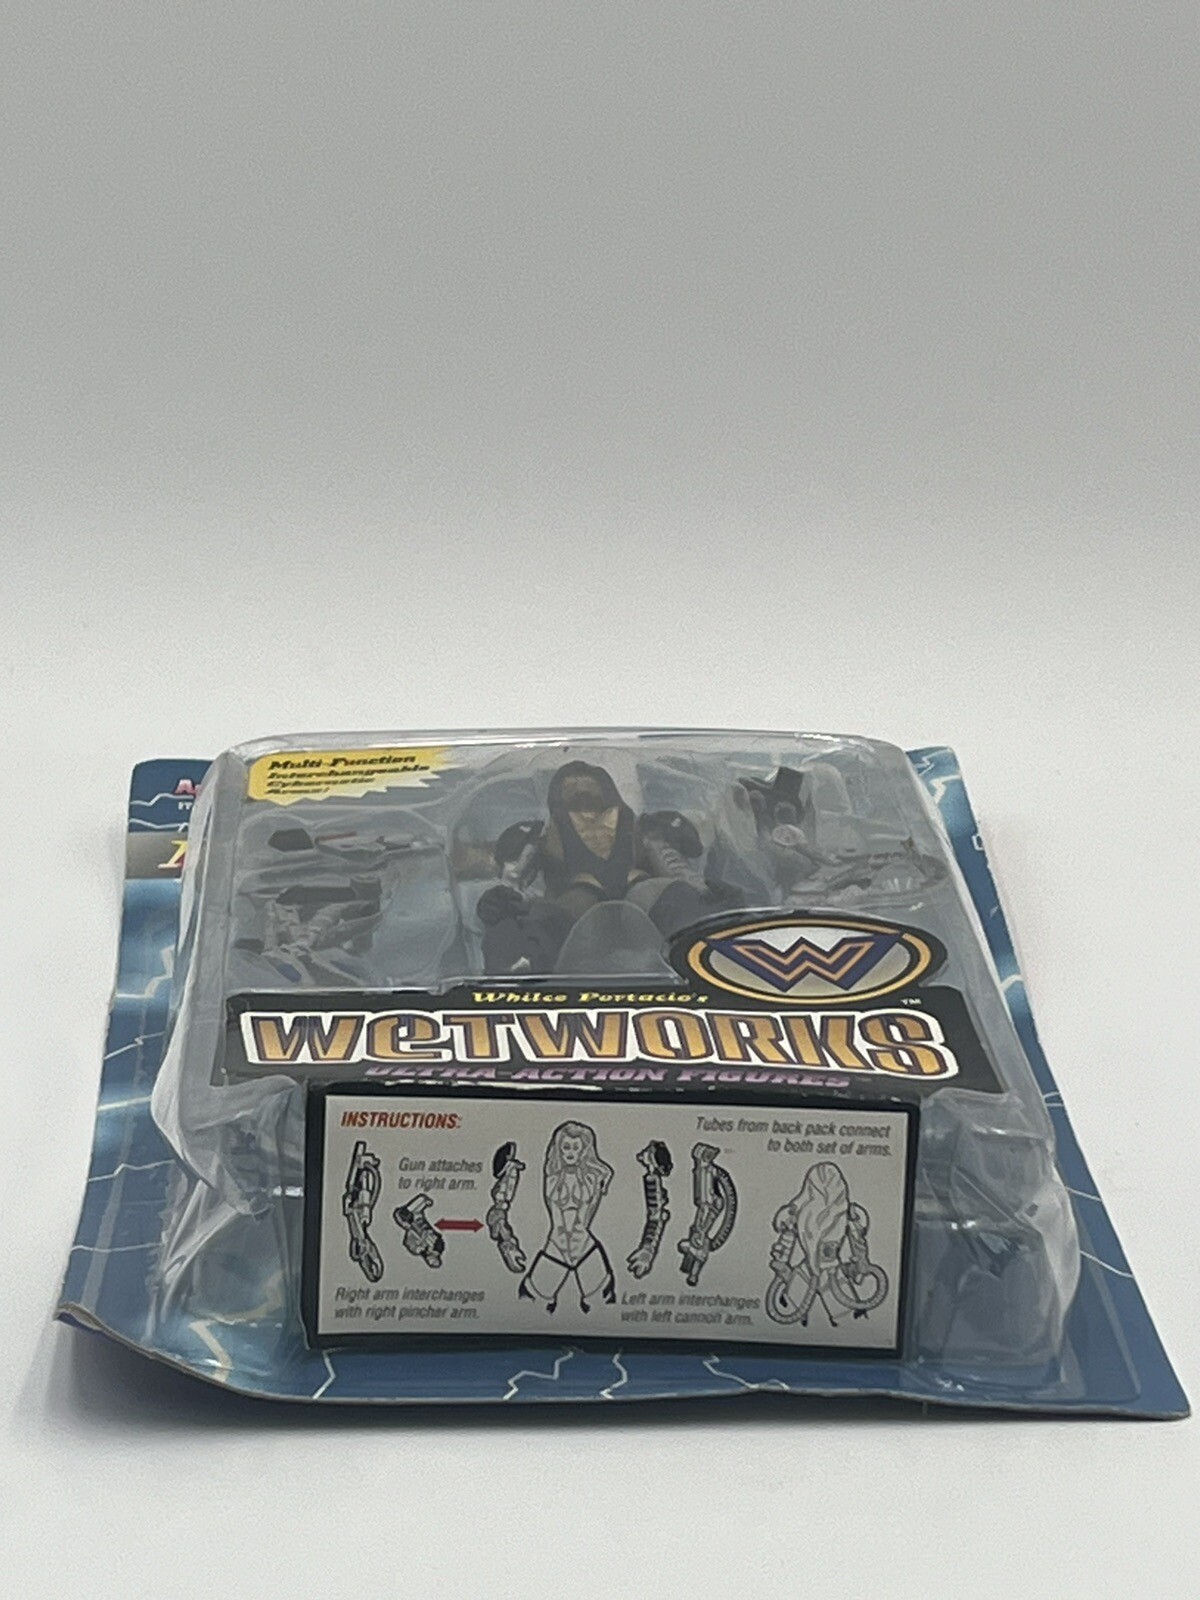 Multi-Function
Interchangeable
Cybernetic
Arms!
W
TM
Whilce Portacio's
WETWORKS
ULTRA-ACTION FIGURES
INSTRUCTIONS:
Gun attaches
to right arm.
Tubes from back pack connect
to both set of arms.
Right arm interchanges
with right pincher arm.
Left arm interchanges
with left cannon arm.